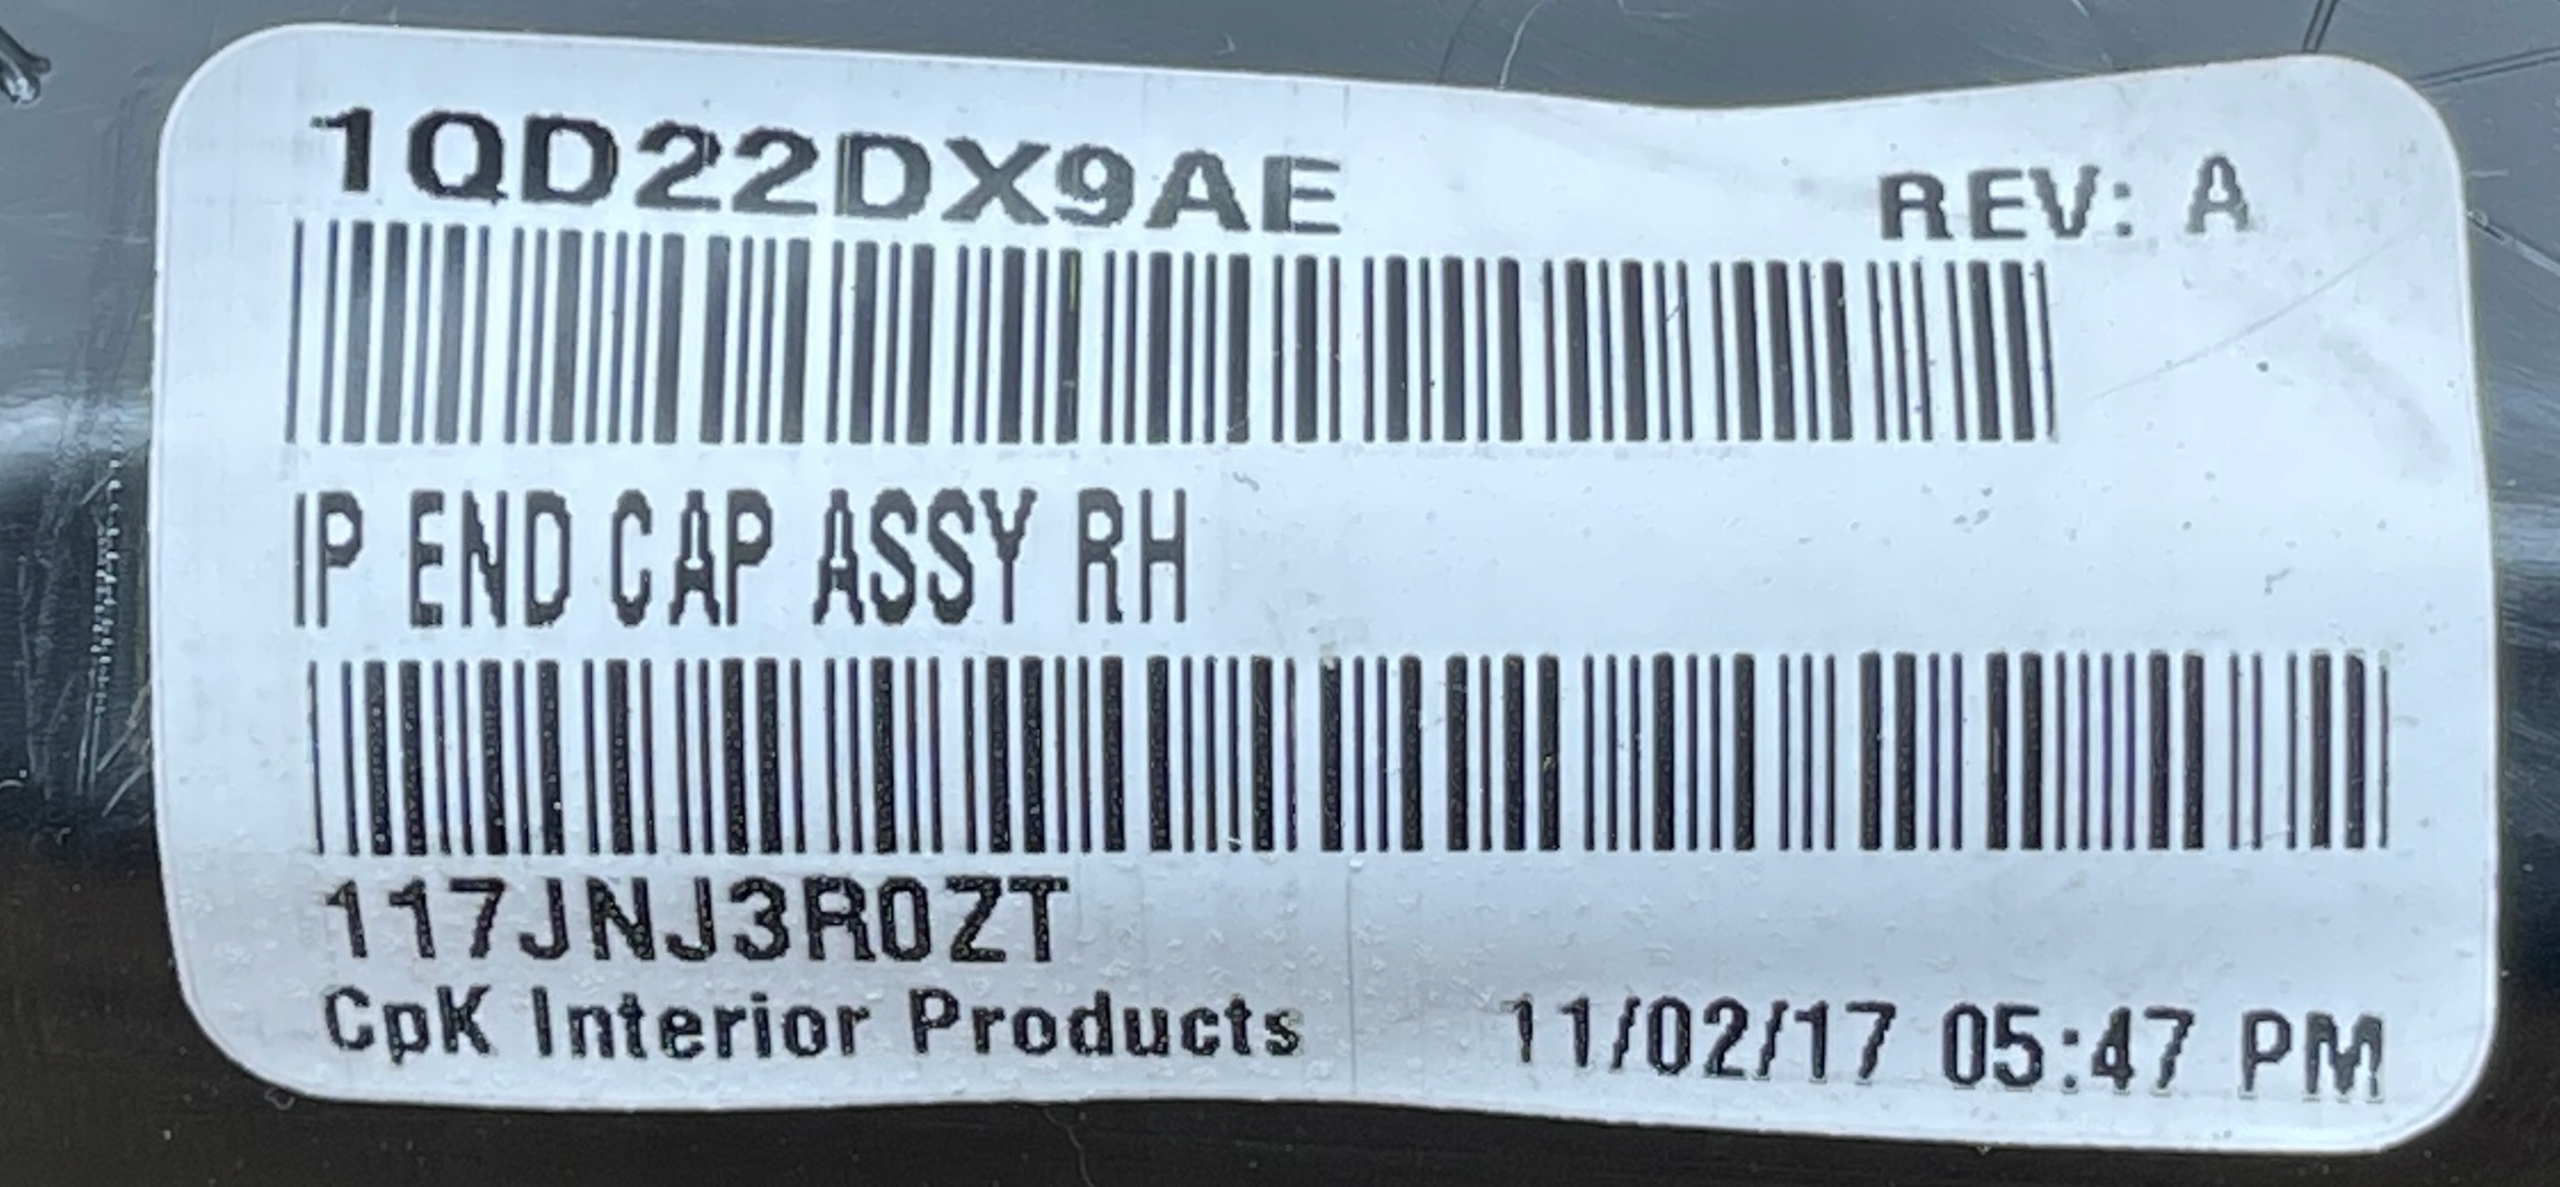 1QD22DX9AE REV: A
IP END CAP ASSY RH
117JNJ3R0ZT
CpK Interior Products 11/02/17 05:47 PM